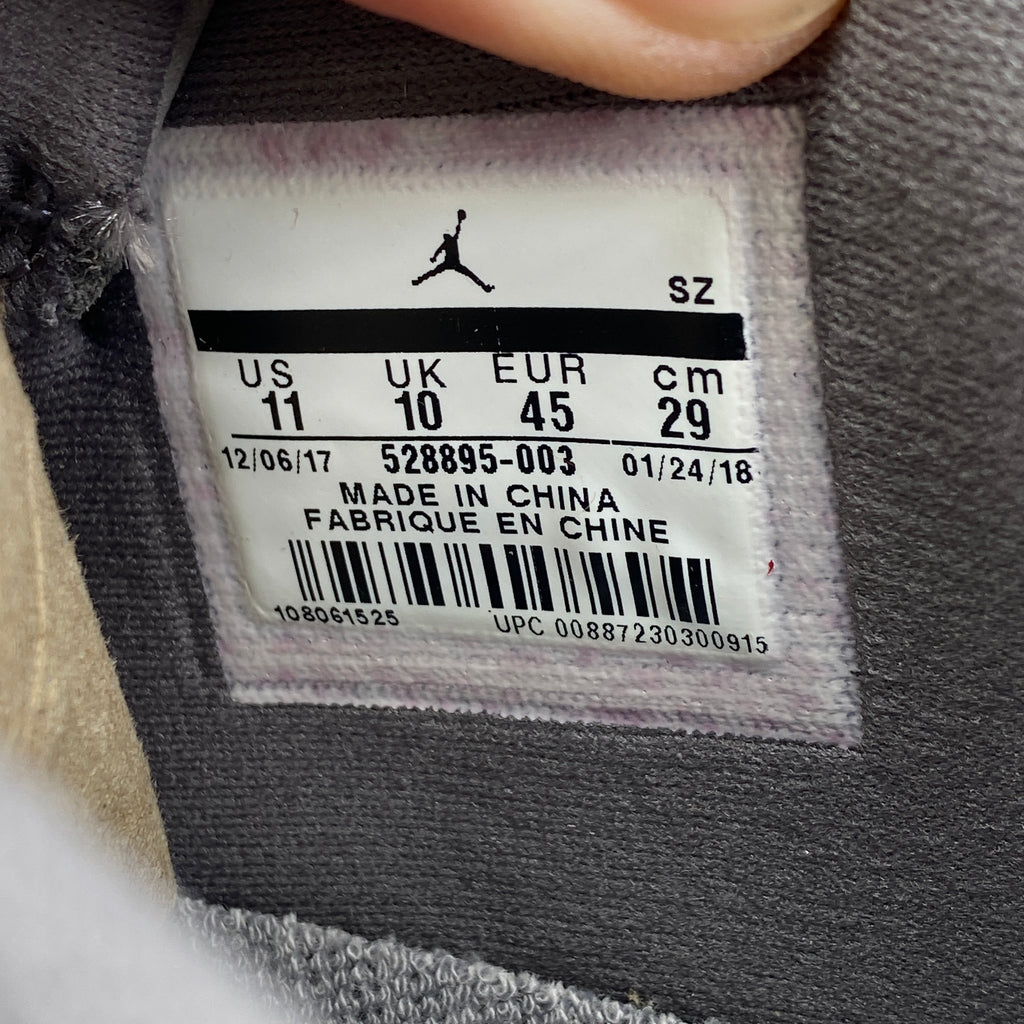 SZ
US UK EUR cm
11 10 45 29
12/06/17 528895-003 01/24/18
MADE IN CHINA
FABRIQUE EN CHINE
108061525 UPC 00887230300915